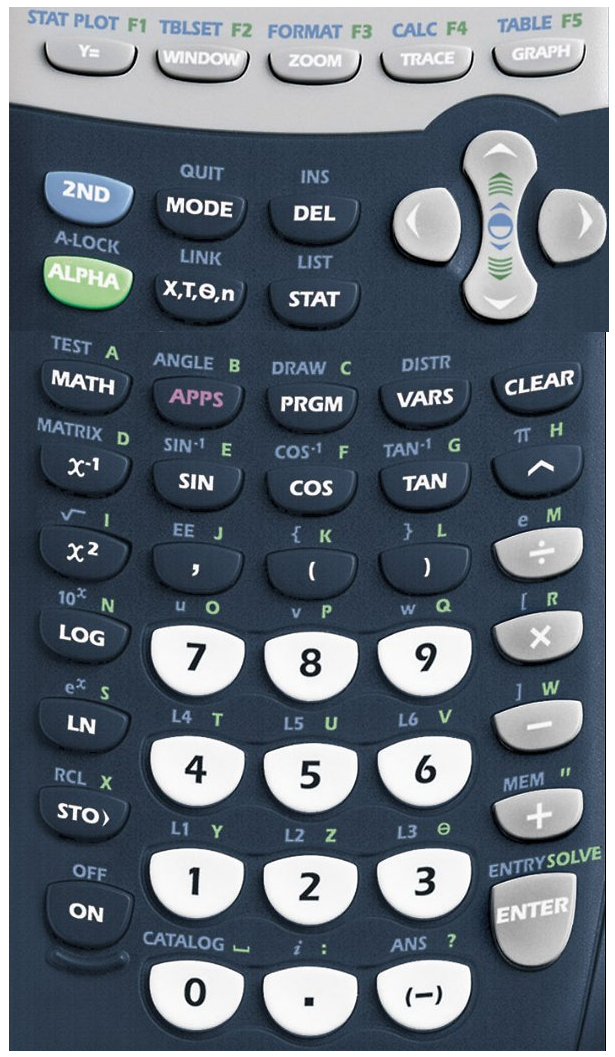 STAT PLOT F1 TBLSET F2 FORMAT F3 CALC F4 TABLE F5
Y= WINDOW ZOOM TRACE GRAPH
QUIT INS
2ND MODE DEL
A-LOCK LINK LIST
ALPHA X,T,Θ,n STAT
TEST A ANGLE B DRAW C DISTR
MATH APPS PRGM VARS CLEAR
MATRIX D SIN⁻¹ E COS⁻¹ F TAN⁻¹ G π H
x⁻¹ SIN COS TAN ^
√ I EE J { K } L e M
x² , ( ) ÷
10ˣ N u O v P w Q [ R
LOG 7 8 9 ×
eˣ S L4 T L5 U L6 V ] W
LN 4 5 6 −
RCL X L1 Y L2 Z L3 θ MEM "
STO⟩ 1 2 3 +
OFF ENTRY SOLVE
ON ENTER
CATALOG ⎵ i : ANS ?
0 . (−)